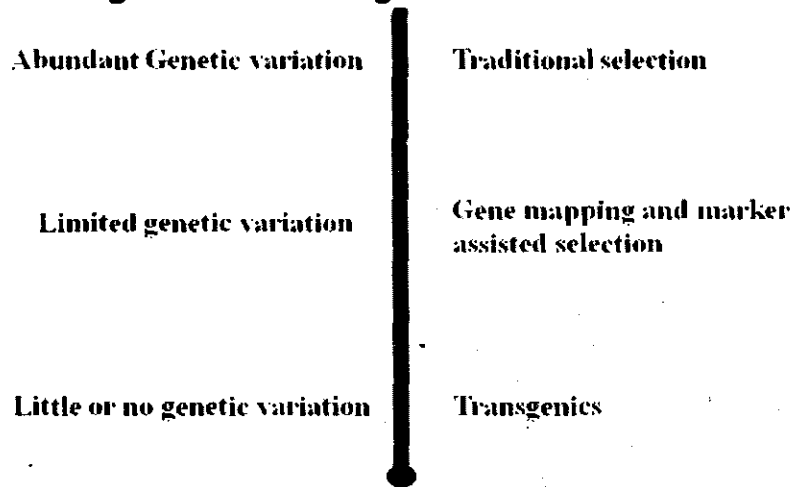 Abundant Genetic variation
Traditional selection
Limited genetic variation
Gene mapping and marker
assisted selection
Little or no genetic variation
Transgenics